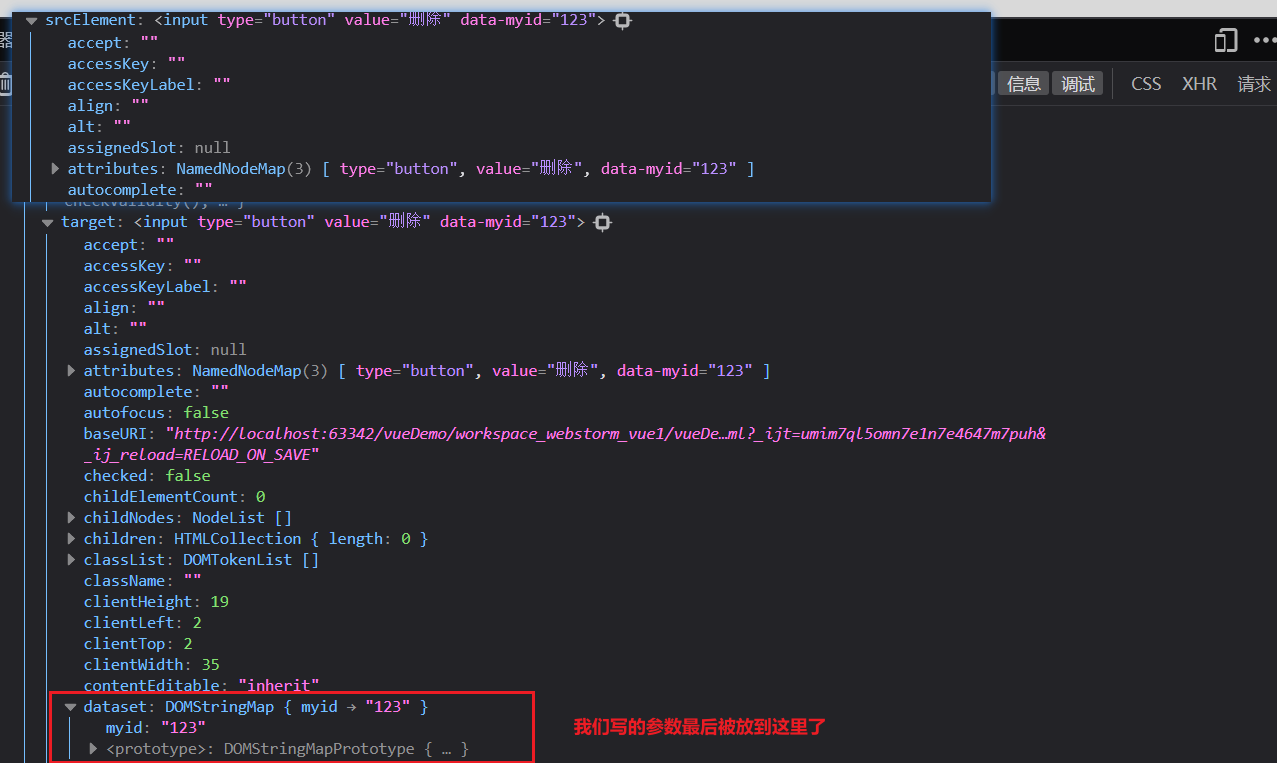 srcElement: <input type="button" value="删除" data-myid="123">
accept: ""
accessKey: ""
accessKeyLabel: ""
align: ""
alt: ""
assignedSlot: null
attributes: NamedNodeMap(3) [ type="button", value="删除", data-myid="123" ]
autocomplete: ""
器
信息 调试 CSS XHR 请求
checkValidity(), … }
target: <input type="button" value="删除" data-myid="123">
accept: ""
accessKey: ""
accessKeyLabel: ""
align: ""
alt: ""
assignedSlot: null
attributes: NamedNodeMap(3) [ type="button", value="删除", data-myid="123" ]
autocomplete: ""
autofocus: false
baseURI: "http://localhost:63342/vueDemo/workspace_webstorm_vue1/vueDe…ml?_ijt=umim7ql5omn7e1n7e4647m7puh&
_ij_reload=RELOAD_ON_SAVE"
checked: false
childElementCount: 0
childNodes: NodeList []
children: HTMLCollection { length: 0 }
classList: DOMTokenList []
className: ""
clientHeight: 19
clientLeft: 2
clientTop: 2
clientWidth: 35
contentEditable: "inherit"
dataset: DOMStringMap { myid → "123" }
myid: "123"
我们写的参数最后被放到这里了
<prototype>: DOMStringMapPrototype { … }